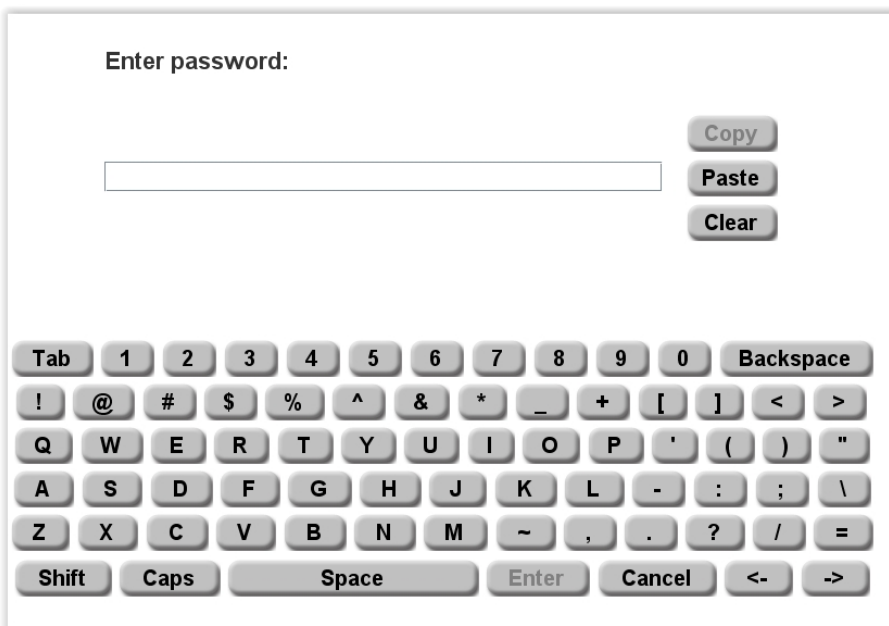 Enter password:
Copy
Paste
Clear
Tab 1 2 3 4 5 6 7 8 9 0 Backspace
! @ # $ % ^ & * _ + [ ] < >
Q W E R T Y U I O P ' ( ) "
A S D F G H J K L - : ; \
Z X C V B N M ~ , . ? / =
Shift Caps Space Enter Cancel <- ->